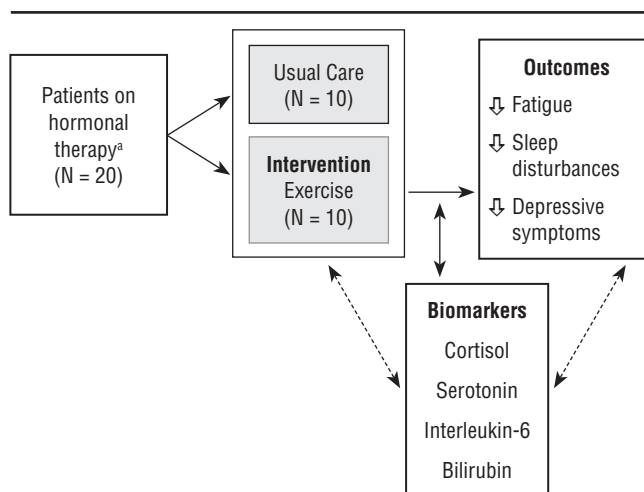 Patients on
hormonal
therapyᵃ
(N = 20)
Usual Care
(N = 10)
Intervention
Exercise
(N = 10)
Outcomes
Fatigue
Sleep
disturbances
Depressive
symptoms
Biomarkers
Cortisol
Serotonin
Interleukin-6
Bilirubin